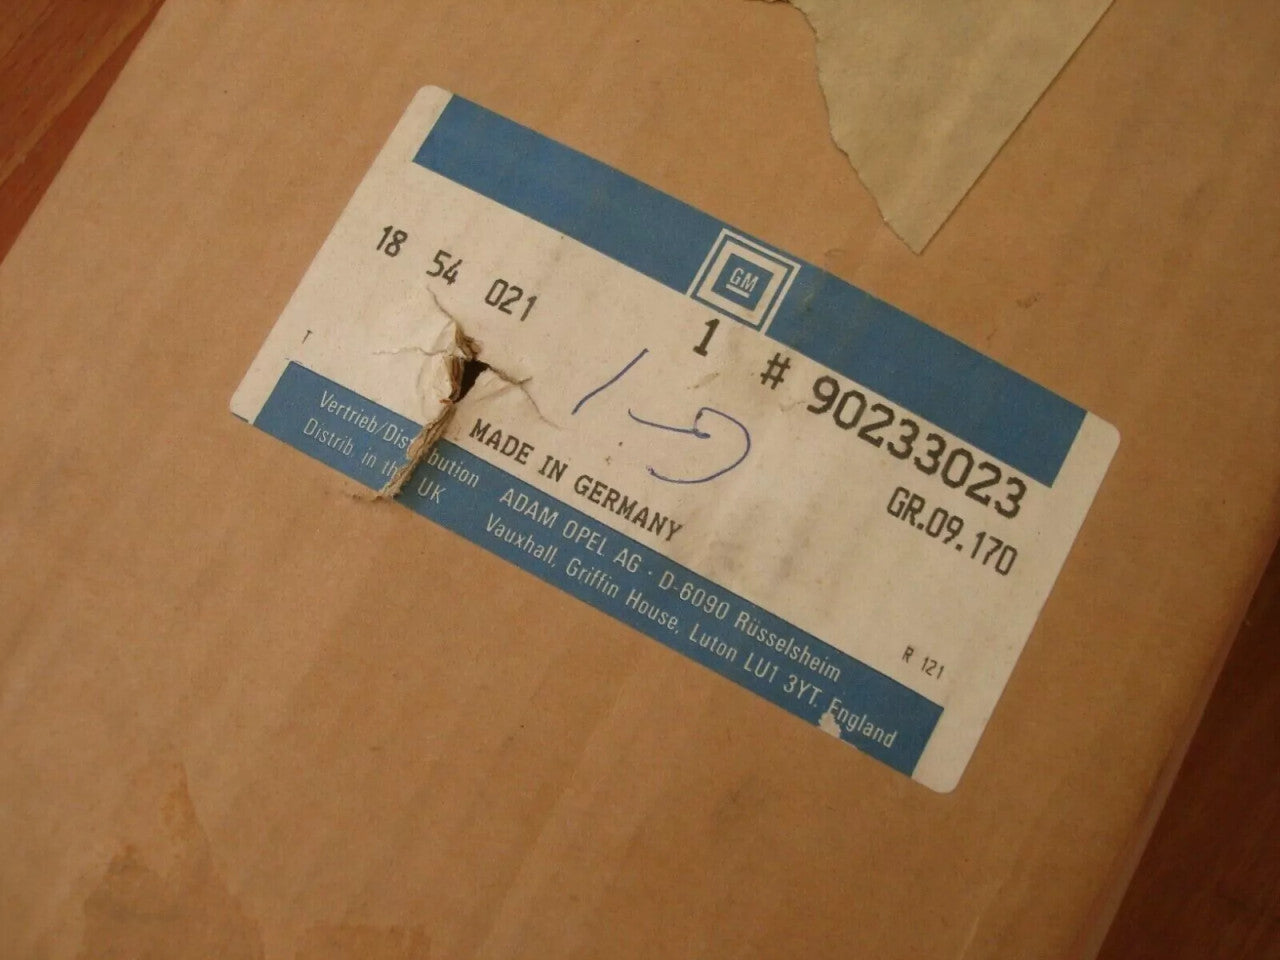 GM
18 54 021
1 # 90233023
GR.09.170
T
MADE IN GERMANY
R 121
Vertrieb/Distribution ADAM OPEL AG · D-6090 Rüsselsheim
Distrib. in the UK Vauxhall, Griffin House, Luton LU1 3YT, England